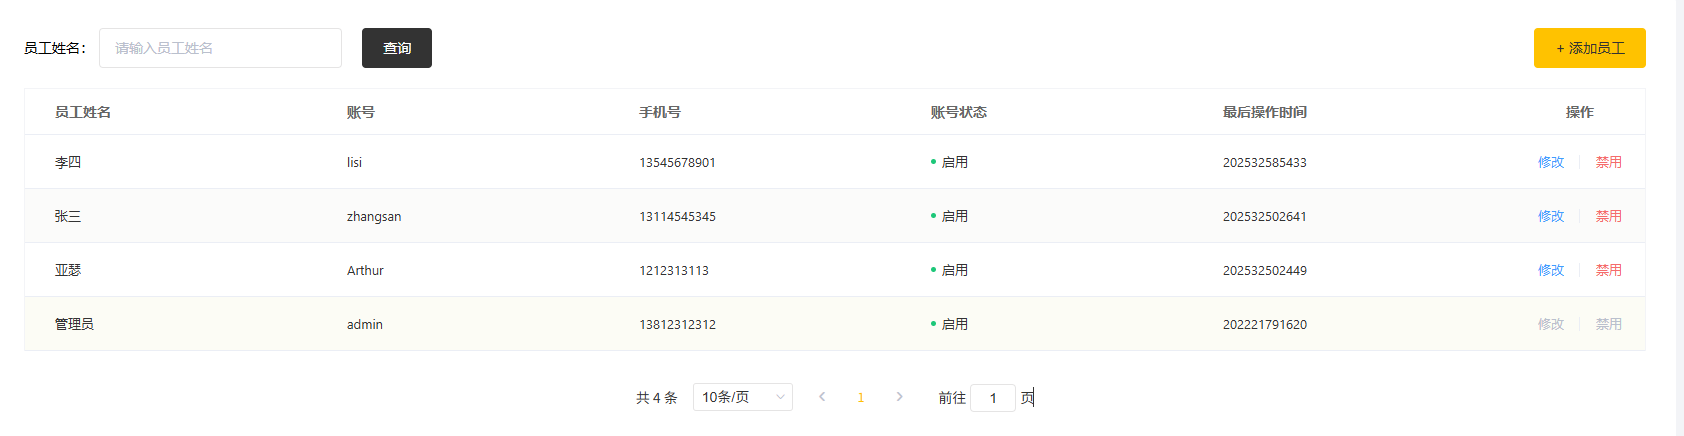 员工姓名: 请输入员工姓名 查询 + 添加员工
员工姓名 账号 手机号 账号状态 最后操作时间 操作
李四 lisi 13545678901 启用 202532585433 修改 禁用
张三 zhangsan 13114545345 启用 202532502641 修改 禁用
亚瑟 Arthur 1212313113 启用 202532502449 修改 禁用
管理员 admin 13812312312 启用 202221791620 修改 禁用
共 4 条 10条/页 1 前往 1 页